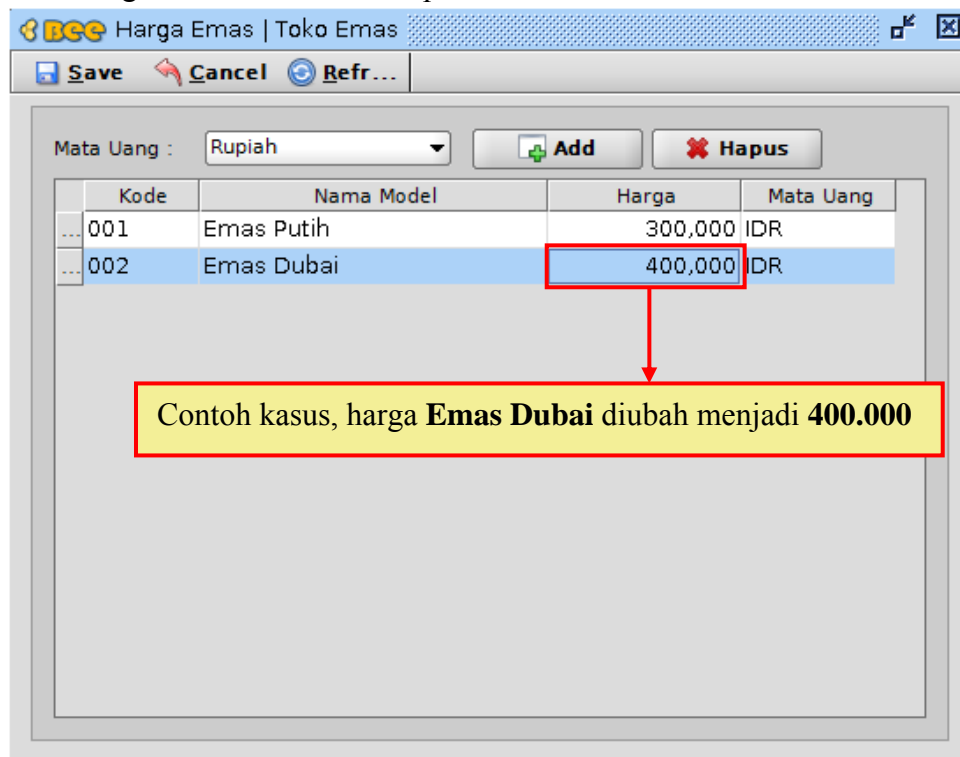 BEE Harga Emas | Toko Emas
Save Cancel Refr...
Mata Uang : Rupiah Add Hapus
Kode Nama Model Harga Mata Uang
... 001 Emas Putih 300,000 IDR
... 002 Emas Dubai 400,000 IDR
Contoh kasus, harga Emas Dubai diubah menjadi 400.000